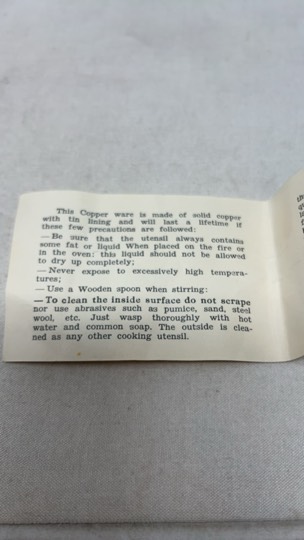 This Copper ware is made of solid copper
with tin lining and will last a lifetime if
these few precautions are followed:
— Be sure that the utensil always contains
some fat or liquid When placed on the fire or
in the oven: this liquid should not be allowed
to dry up completely;
— Never expose to excessively high tempera-
tures;
— Use a Wooden spoon when stirring:
— To clean the inside surface do not scrape
nor use abrasives such as pumice, sand, steel
wool, etc. Just wasp thoroughly with hot
water and common soap. The outside is clea-
ned as any other cooking utensil.